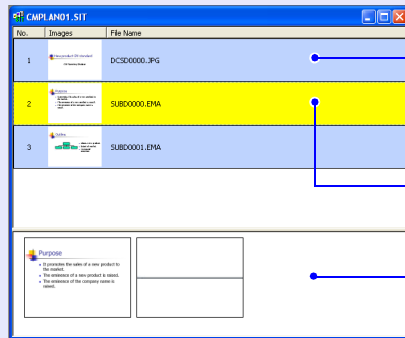 CMPLAN01.SIT
No. Images File Name
1 DCSD0000.JPG
2 Purpose SUBD0000.EMA
3 Outline SUBD0001.EMA
Purpose
It promotes the sales of a new product to
the market.
The eminence of a new product is raised.
The eminence of the company name is
raised.